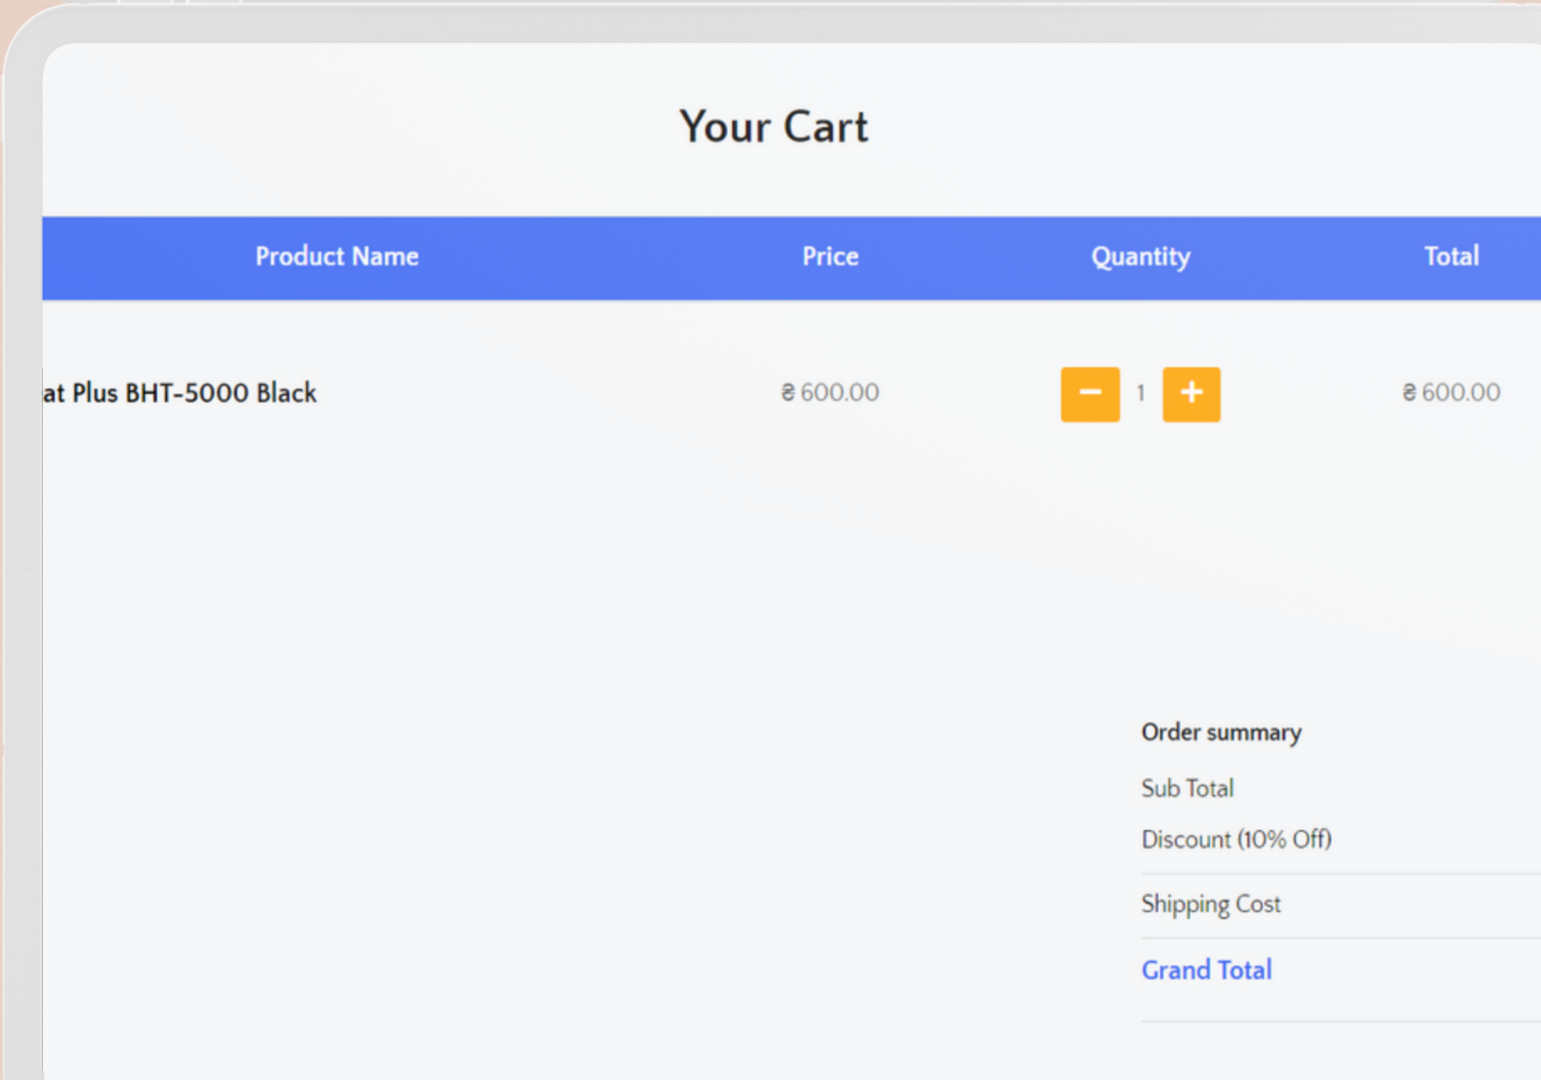 Your Cart
Product Name Price Quantity Total
at Plus BHT-5000 Black ₴ 600.00 − 1 + ₴ 600.00
Order summary
Sub Total
Discount (10% Off)
Shipping Cost
Grand Total